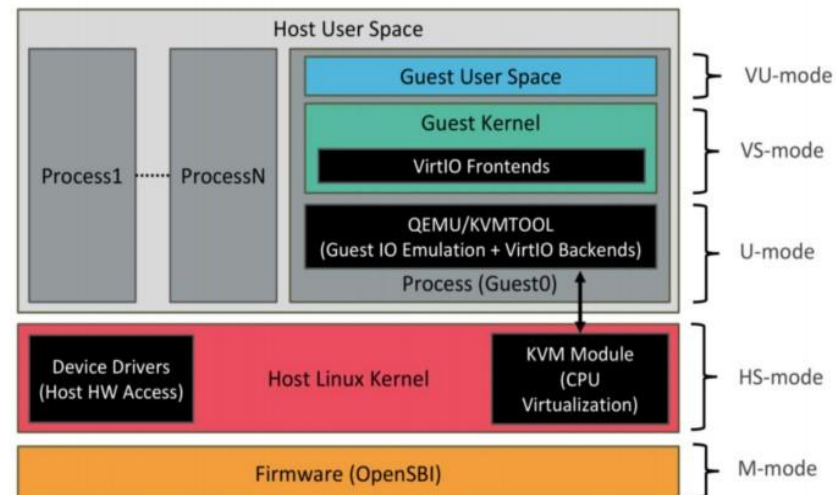 Host User Space
Process1
ProcessN
Guest User Space
Guest Kernel
VirtIO Frontends
QEMU/KVMTOOL
(Guest IO Emulation + VirtIO Backends)
Process (Guest0)
VU-mode
VS-mode
U-mode
Device Drivers
(Host HW Access)
Host Linux Kernel
KVM Module
(CPU
Virtualization)
HS-mode
Firmware (OpenSBI)
M-mode